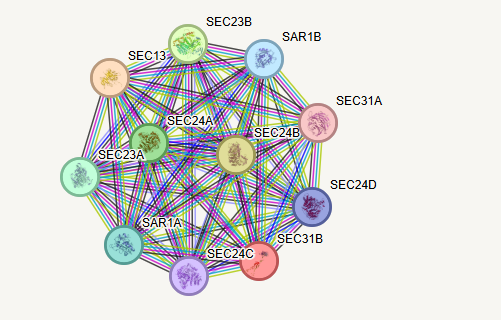 SEC23B
SAR1B
SEC13
SEC31A
SEC24A
SEC24B
SEC23A
SEC24D
SAR1A
SEC31B
SEC24C